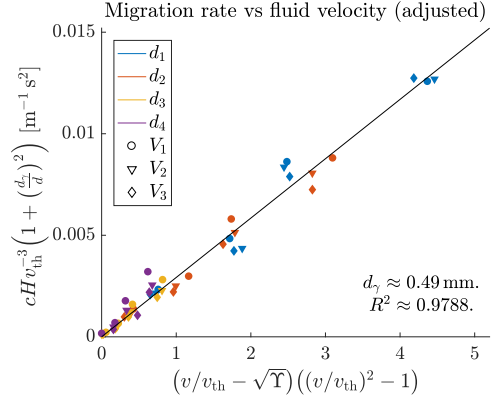 Migration rate vs fluid velocity (adjusted)
0.015
0.01
0.005
0
cHv_th^{-3}(1 + (d_γ/d)^2) [m^{-1} s^2]
d_1
d_2
d_3
d_4
V_1
V_2
V_3
d_γ ≈ 0.49 mm.
R^2 ≈ 0.9788.
0 1 2 3 4 5
(v/v_th − √Υ)((v/v_th)^2 − 1)